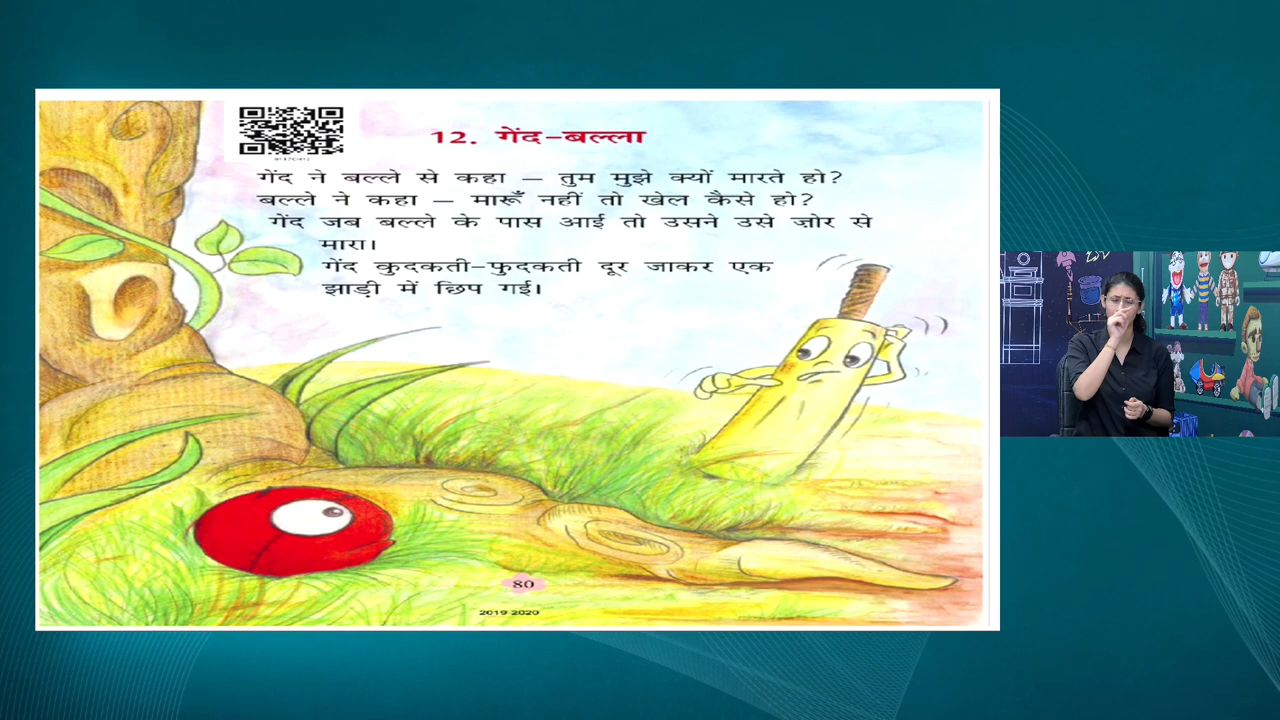 12. गेंद-बल्ला
गेंद ने बल्ले से कहा — तुम मुझे क्यों मारते हो?
बल्ले ने कहा — मारूँ नहीं तो खेल कैसे हो?
गेंद जब बल्ले के पास आई तो उसने उसे ज़ोर से
मारा।
गेंद कुदकती-फुदकती दूर जाकर एक
झाड़ी में छिप गई।
80
2019-2020